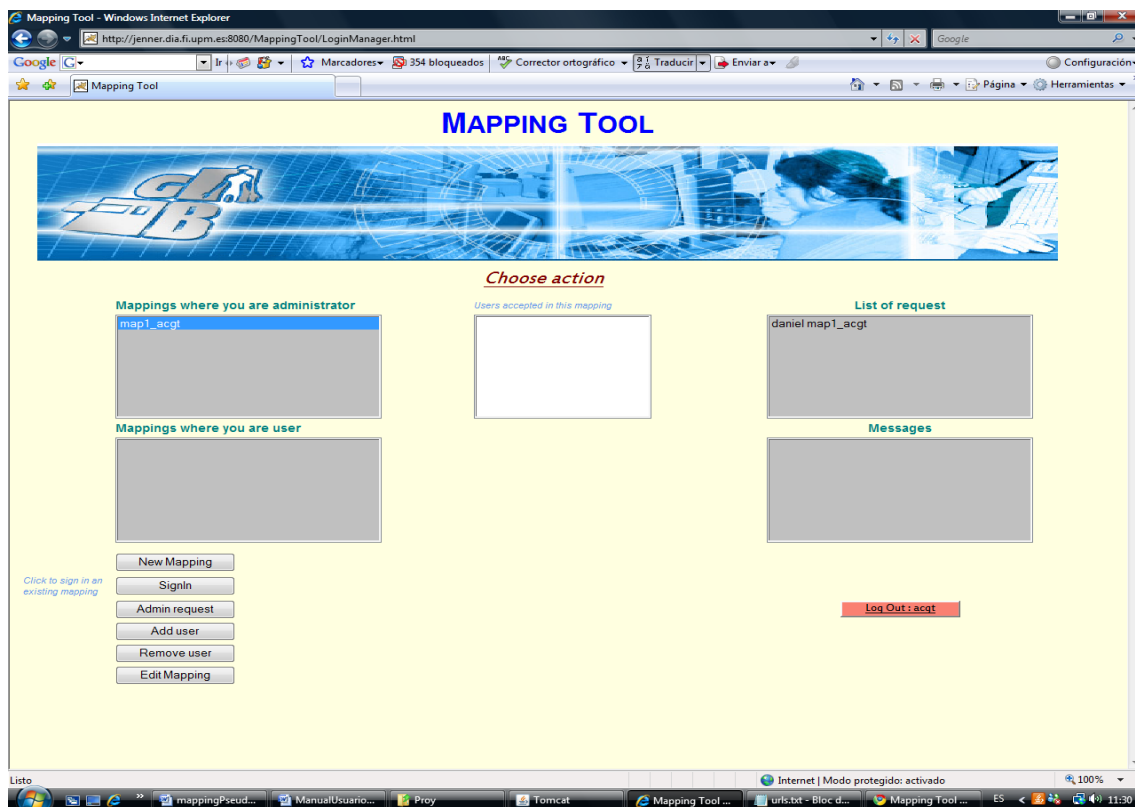 Mapping Tool - Windows Internet Explorer
http://jenner.dia.fi.upm.es:8080/MappingTool/LoginManager.html
Google
Google G
Ir
Marcadores
354 bloqueados
Corrector ortográfico
Traducir
Enviar a
Configuración
Mapping Tool
Página
Herramientas
MAPPING TOOL
GIB
Choose action
Mappings where you are administrator
Users accepted in this mapping
List of request
map1_acgt
daniel map1_acgt
Mappings where you are user
Messages
New Mapping
Click to sign in an
existing mapping
SignIn
Admin request
Log Out : acgt
Add user
Remove user
Edit Mapping
Listo
Internet | Modo protegido: activado
100%
mappingPseud...
ManualUsuario...
Proy
Tomcat
Mapping Tool ...
urls.txt - Bloc d...
Mapping Tool ...
ES
11:30